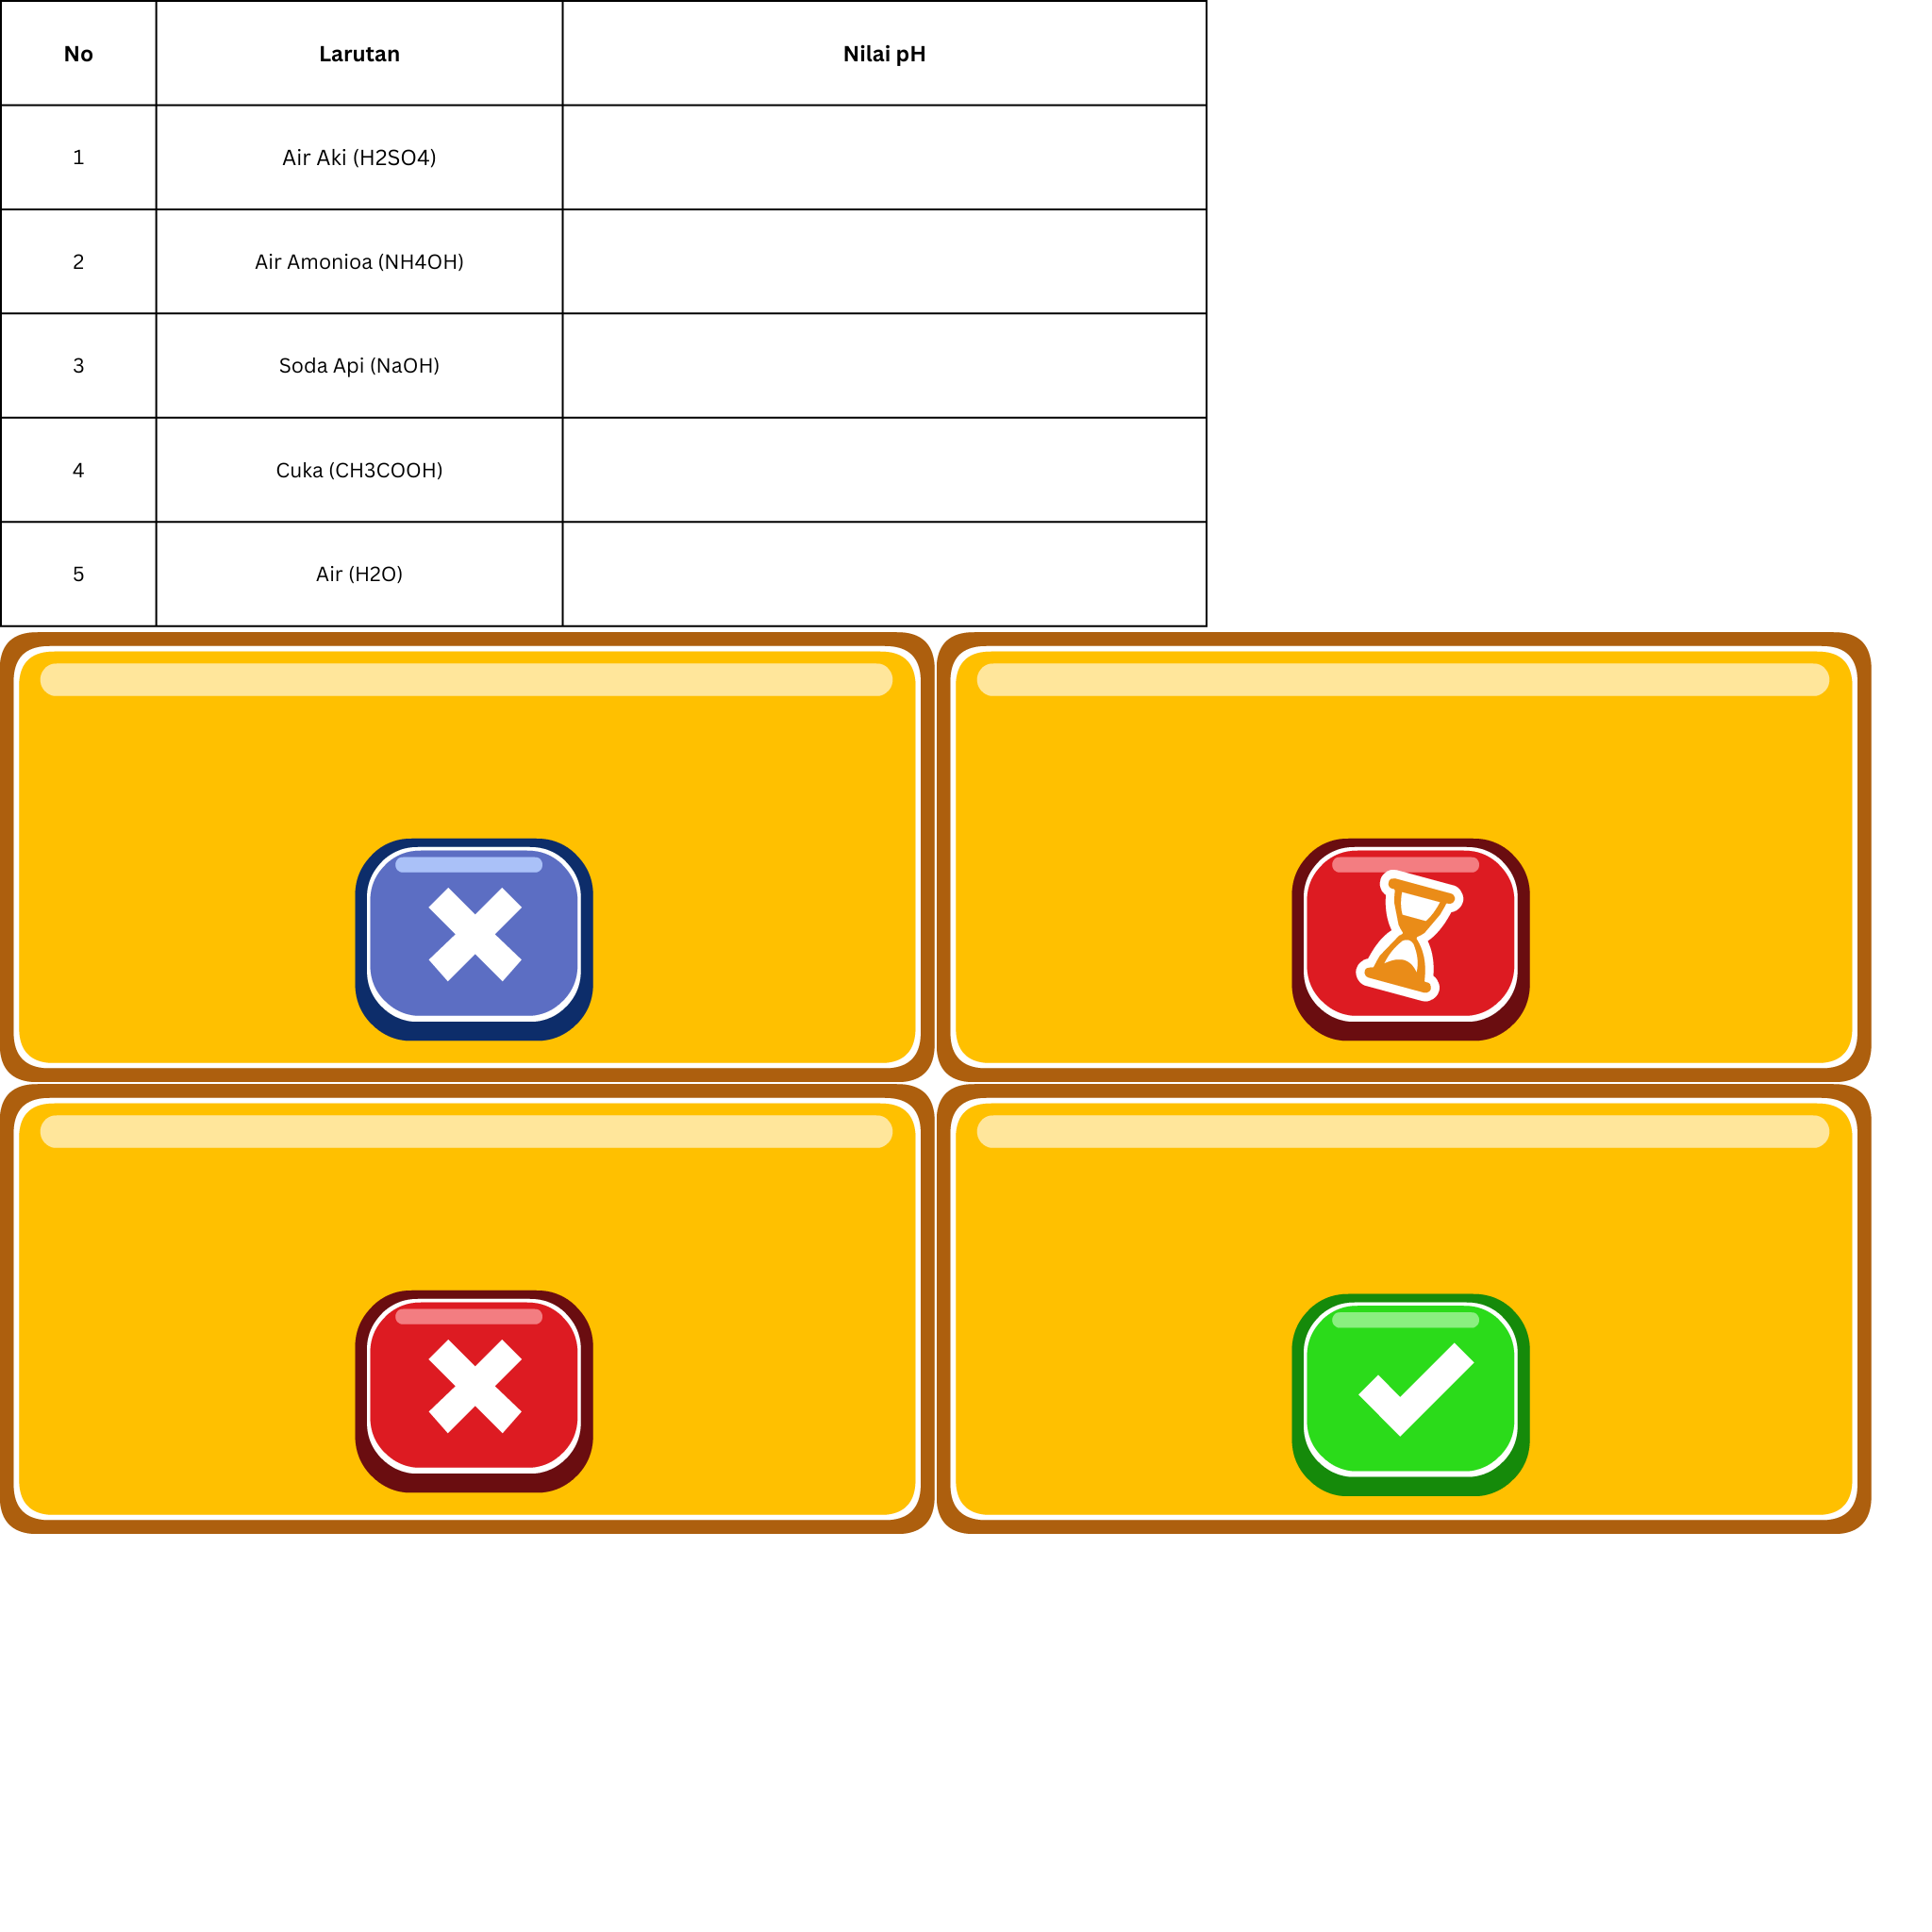 No Larutan Nilai pH
1 Air Aki (H2SO4)
2 Air Amonioa (NH4OH)
3 Soda Api (NaOH)
4 Cuka (CH3COOH)
5 Air (H2O)